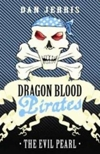 DAN JERRIS
DRAGON BLOOD
PIRATES
• THE EVIL PEARL •